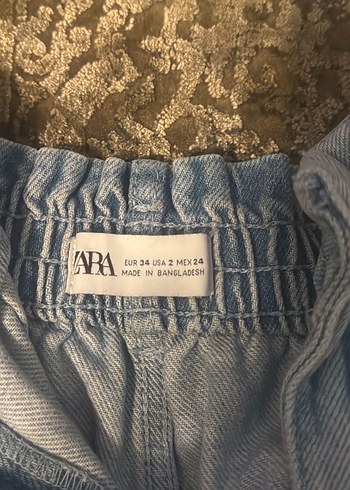 ZARA
EUR 34 USA 2 MEX 24
MADE IN BANGLADESH